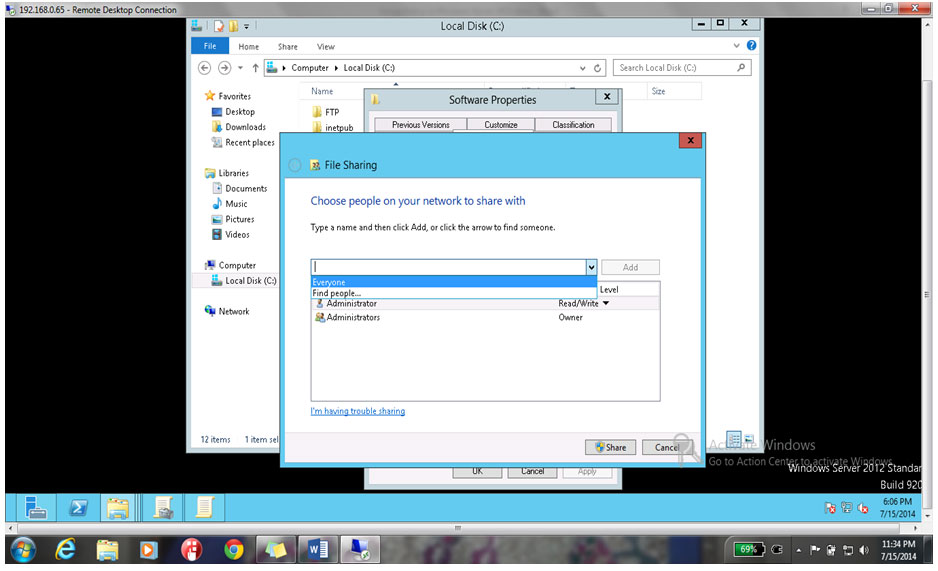 192.168.0.65 - Remote Desktop Connection
Local Disk (C:)
File Home Share View
Computer Local Disk (C:)
Search Local Disk (C:)
Favorites
Desktop
Downloads
Recent places
Libraries
Documents
Music
Pictures
Videos
Computer
Local Disk (C:)
Network
Name
Size
FTP
inetpub
Software Properties
Previous Versions Customize Classification
File Sharing
Choose people on your network to share with
Type a name and then click Add, or click the arrow to find someone.
Add
Everyone
Find people...
Level
Administrator Read/Write
Administrators Owner
I'm having trouble sharing
Share Cancel
OK Cancel Apply
12 items 1 item sel
Activate Windows
Go to Action Center to activate Windows.
Windows Server 2012 Standar
Build 920
6:06 PM
7/15/2014
69%
11:34 PM
7/15/2014